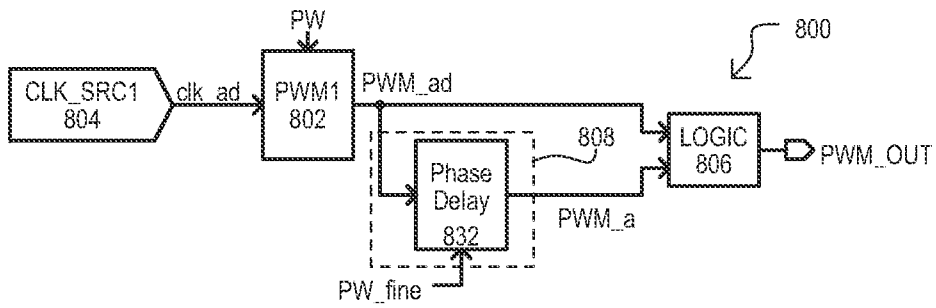 800
PW
CLK_SRC1
804
clk_ad
PWM1
802
PWM_ad
808
LOGIC
806
PWM_OUT
Phase
Delay
832
PWM_a
PW_fine